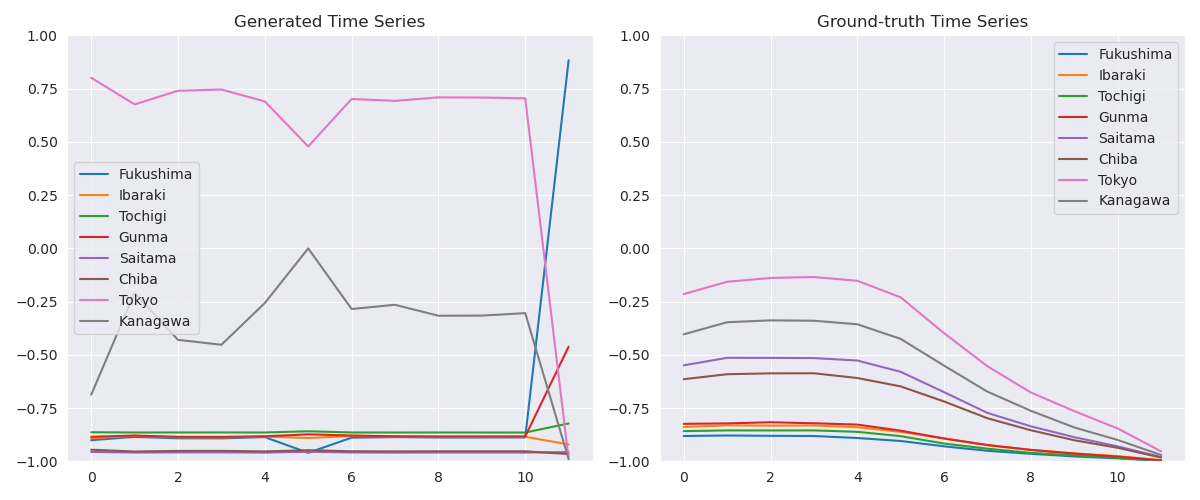 Generated Time Series
1.00
0.75
0.50
0.25
0.00
−0.25
−0.50
−0.75
−1.00
0 2 4 6 8 10
Fukushima
Ibaraki
Tochigi
Gunma
Saitama
Chiba
Tokyo
Kanagawa
Ground-truth Time Series
1.00
0.75
0.50
0.25
0.00
−0.25
−0.50
−0.75
−1.00
0 2 4 6 8 10
Fukushima
Ibaraki
Tochigi
Gunma
Saitama
Chiba
Tokyo
Kanagawa